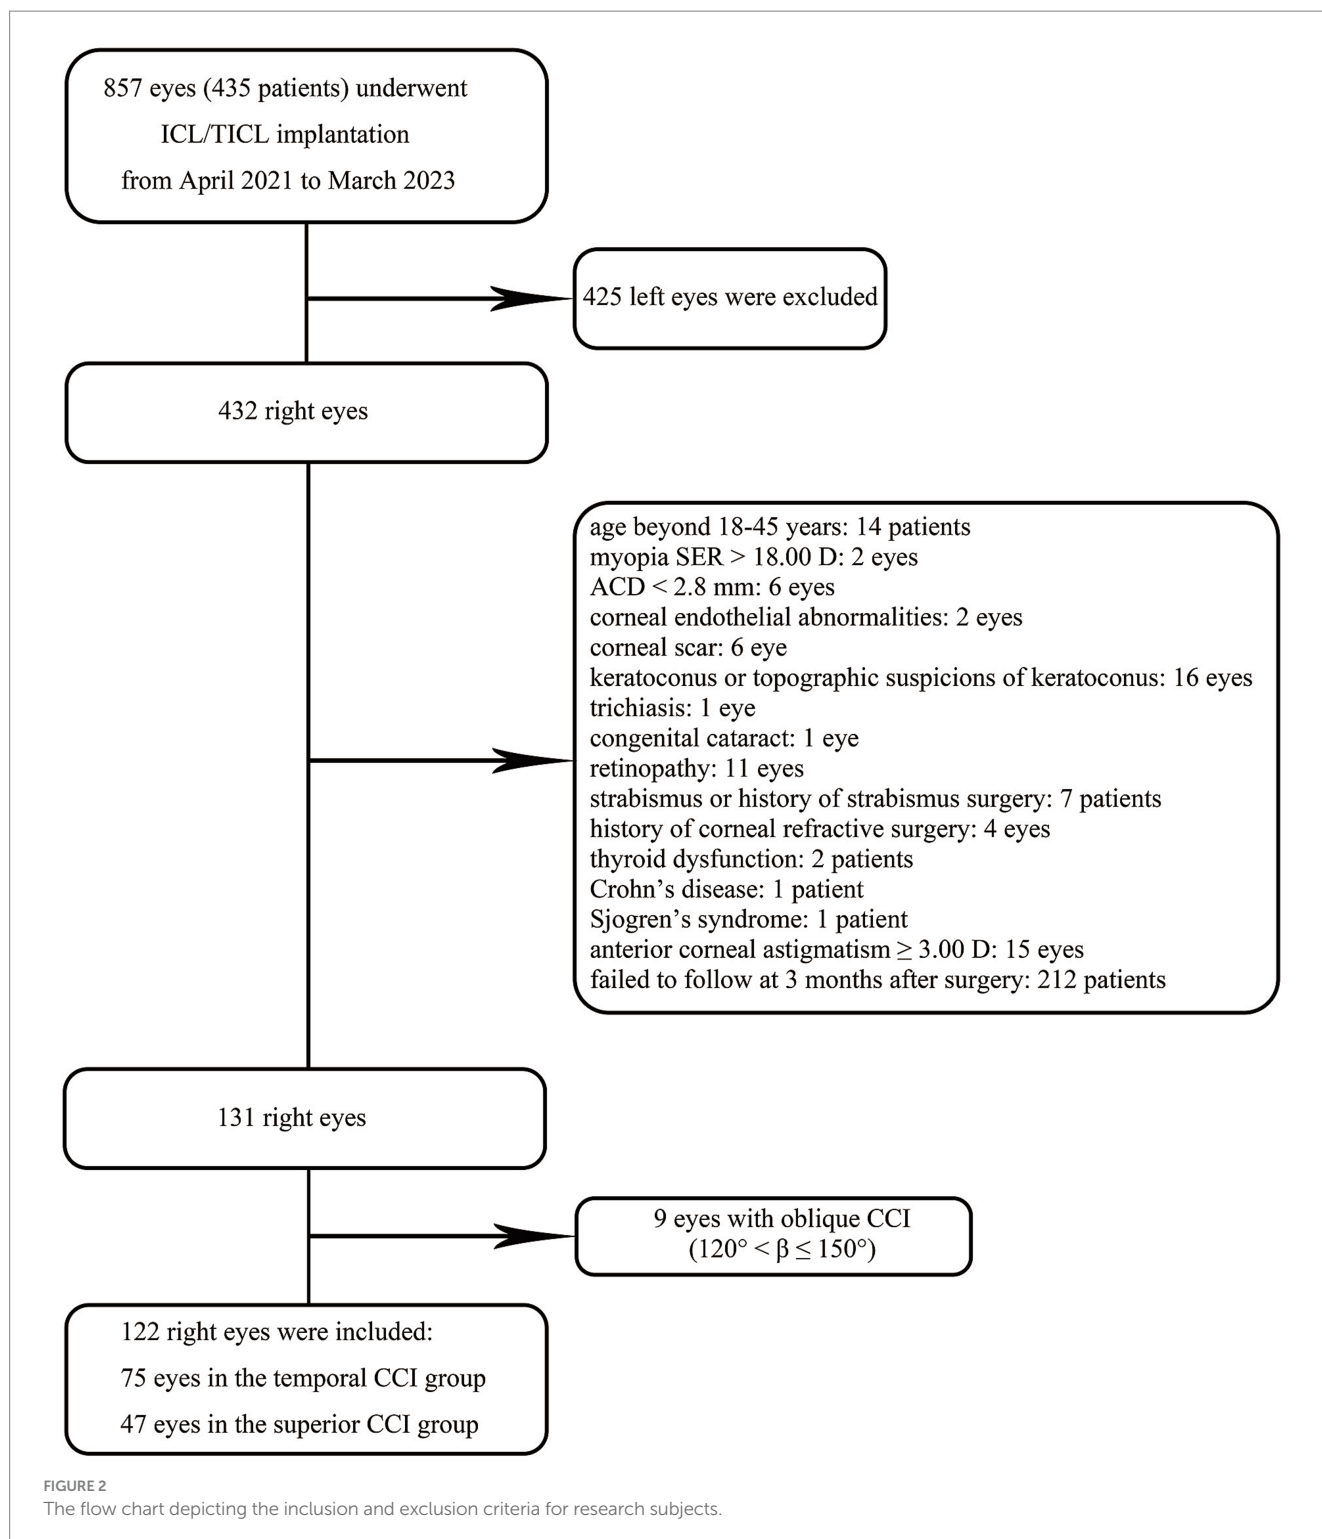 857 eyes (435 patients) underwent
ICL/TICL implantation
from April 2021 to March 2023
425 left eyes were excluded
432 right eyes
age beyond 18-45 years: 14 patients
myopia SER > 18.00 D: 2 eyes
ACD < 2.8 mm: 6 eyes
corneal endothelial abnormalities: 2 eyes
corneal scar: 6 eye
keratoconus or topographic suspicions of keratoconus: 16 eyes
trichiasis: 1 eye
congenital cataract: 1 eye
retinopathy: 11 eyes
strabismus or history of strabismus surgery: 7 patients
history of corneal refractive surgery: 4 eyes
thyroid dysfunction: 2 patients
Crohn’s disease: 1 patient
Sjogren’s syndrome: 1 patient
anterior corneal astigmatism ≥ 3.00 D: 15 eyes
failed to follow at 3 months after surgery: 212 patients
131 right eyes
9 eyes with oblique CCI
(120° < β ≤ 150°)
122 right eyes were included:
75 eyes in the temporal CCI group
47 eyes in the superior CCI group
FIGURE 2
The flow chart depicting the inclusion and exclusion criteria for research subjects.